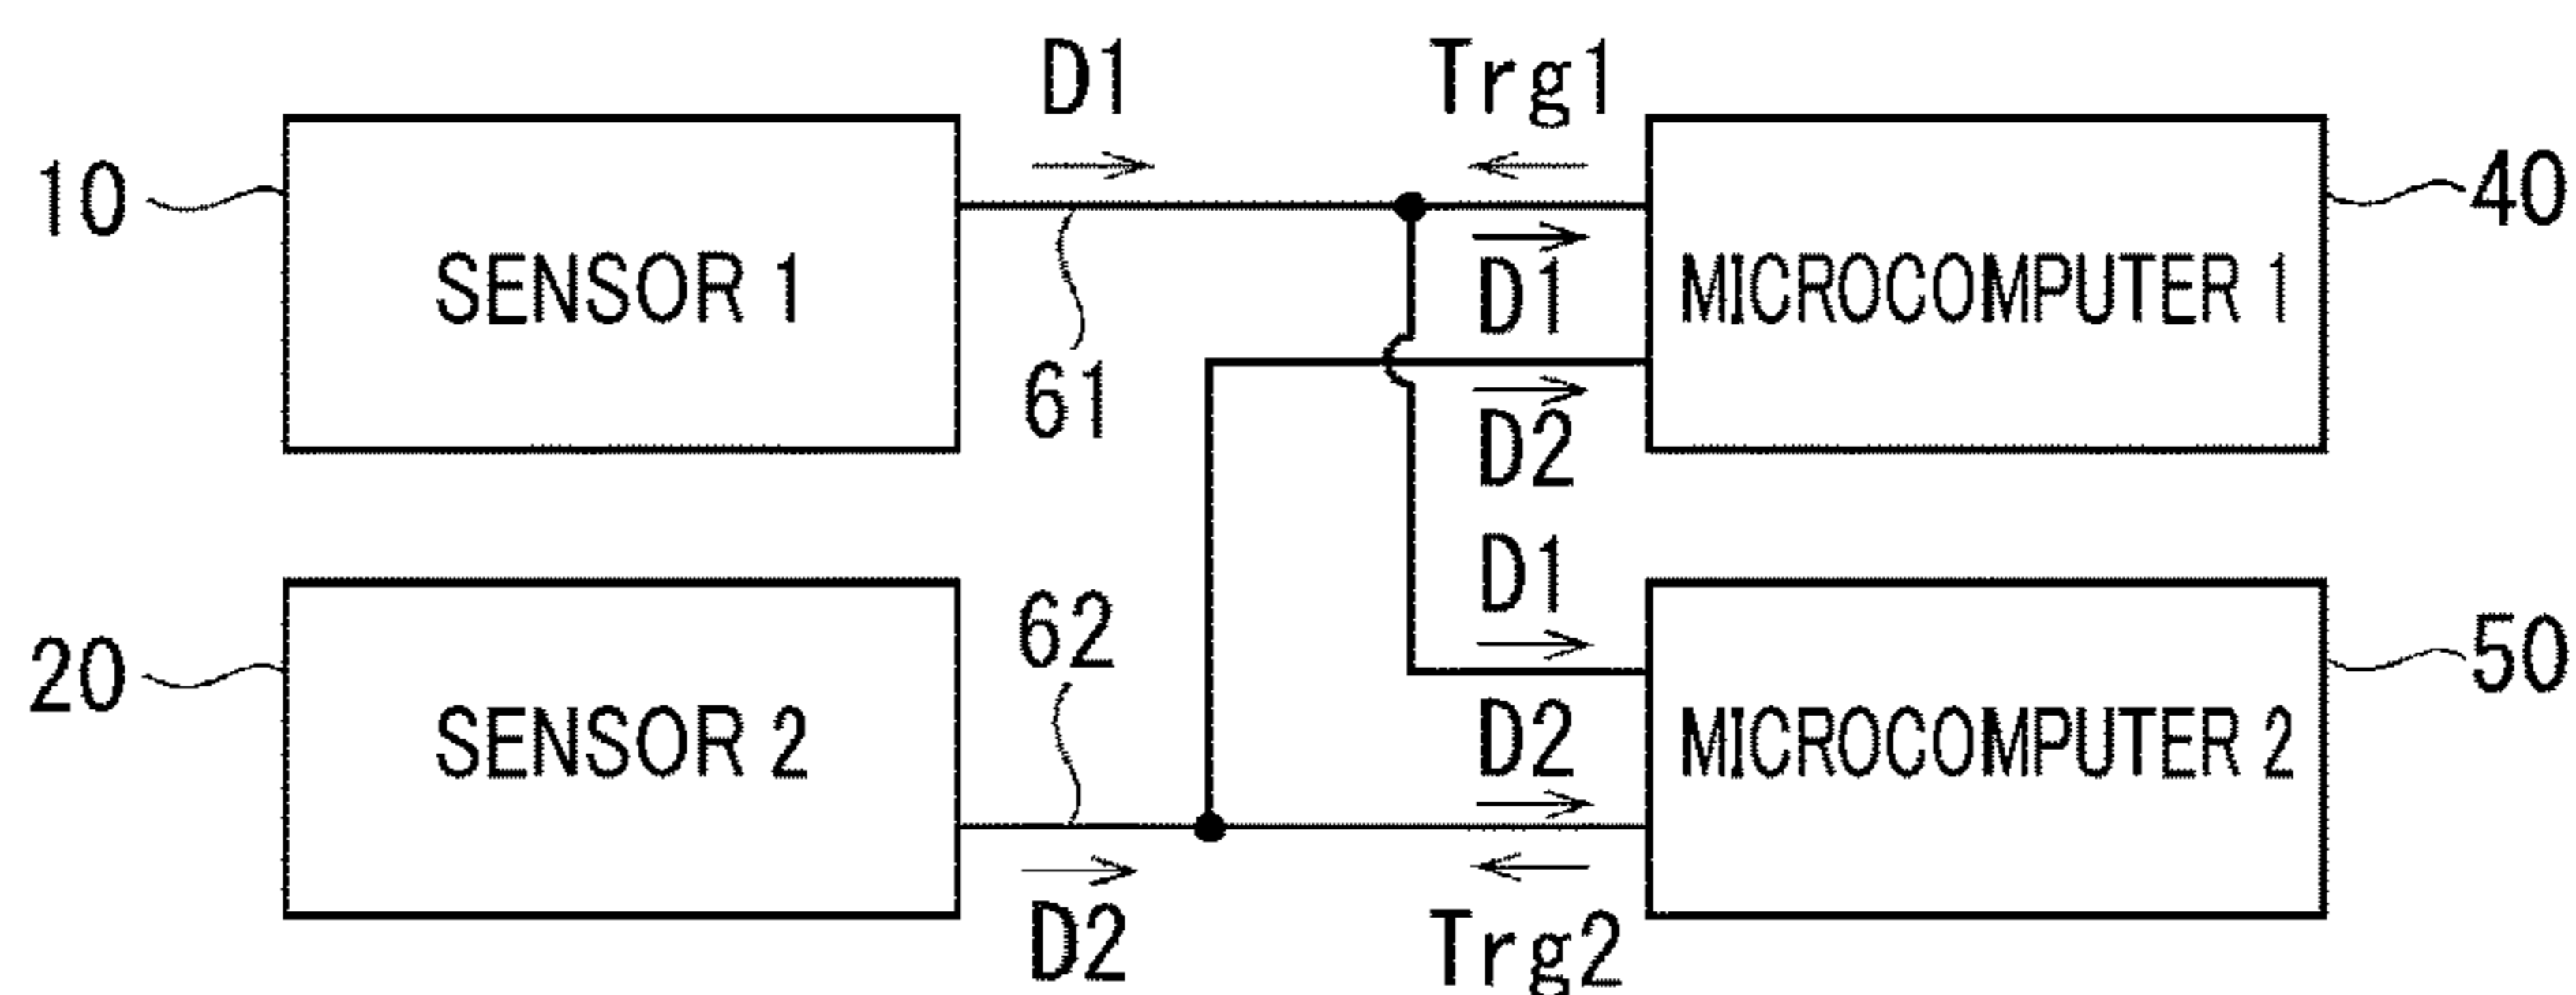 D1
Trg1
10
SENSOR 1
61
D1
D2
MICROCOMPUTER 1
40
20
SENSOR 2
62
D2
D1
D2
Trg2
MICROCOMPUTER 2
50